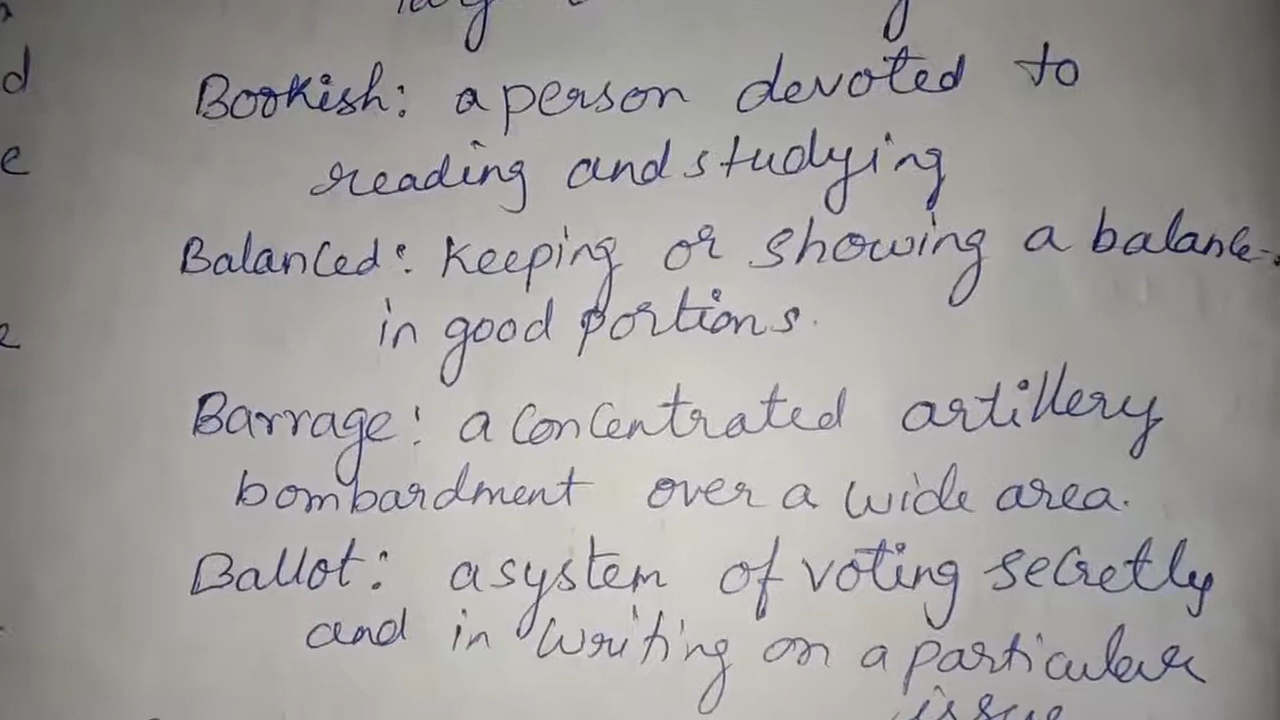 Bookish: a person devoted to
reading and studying
Balanced: Keeping or showing a balance
in good portions.
Barrage: a concentrated artillery
bombardment over a wide area.
Ballot: a system of voting secretly
and in writing on a particular
issue